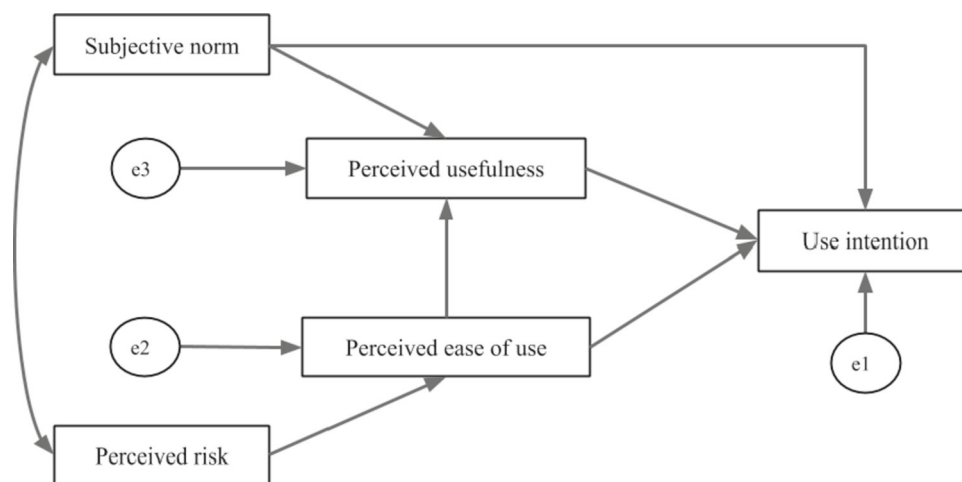 Subjective norm
e3
Perceived usefulness
Use intention
e2
Perceived ease of use
e1
Perceived risk